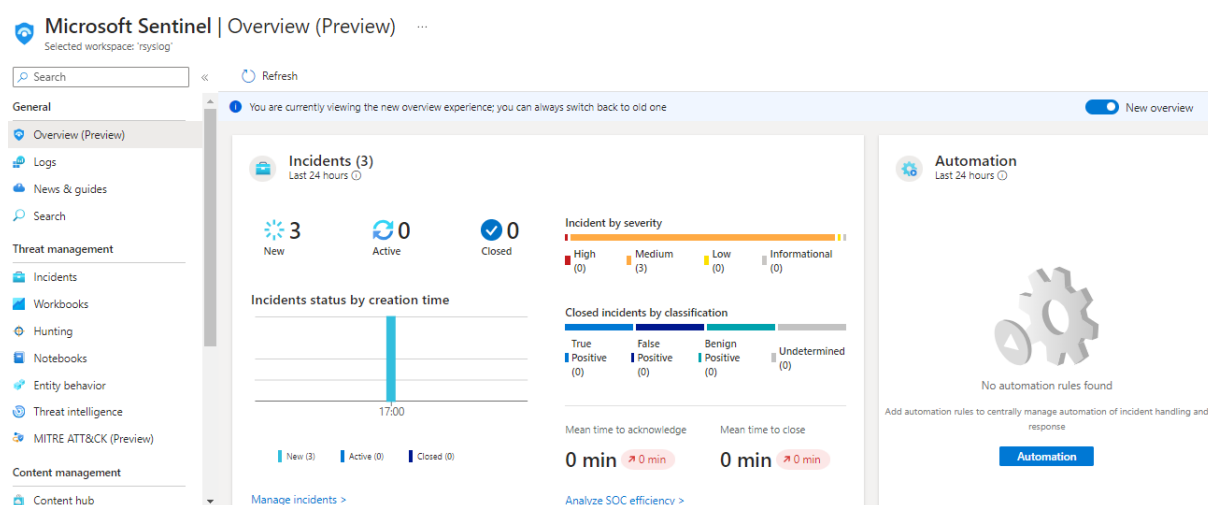 Microsoft Sentinel | Overview (Preview) ...
Selected workspace: 'rsyslog'
Search
«
Refresh
General
Overview (Preview)
Logs
News & guides
Search
Threat management
Incidents
Workbooks
Hunting
Notebooks
Entity behavior
Threat intelligence
MITRE ATT&CK (Preview)
Content management
Content hub
You are currently viewing the new overview experience; you can always switch back to old one
New overview
Incidents (3)
Last 24 hours
3
New
0
Active
0
Closed
Incidents status by creation time
17:00
New (3) Active (0) Closed (0)
Manage incidents >
Incident by severity
High (0)
Medium (3)
Low (0)
Informational (0)
Closed incidents by classification
True Positive (0)
False Positive (0)
Benign Positive (0)
Undetermined (0)
Mean time to acknowledge
0 min 0 min
Mean time to close
0 min 0 min
Analyze SOC efficiency >
Automation
Last 24 hours
No automation rules found
Add automation rules to centrally manage automation of incident handling and
response
Automation